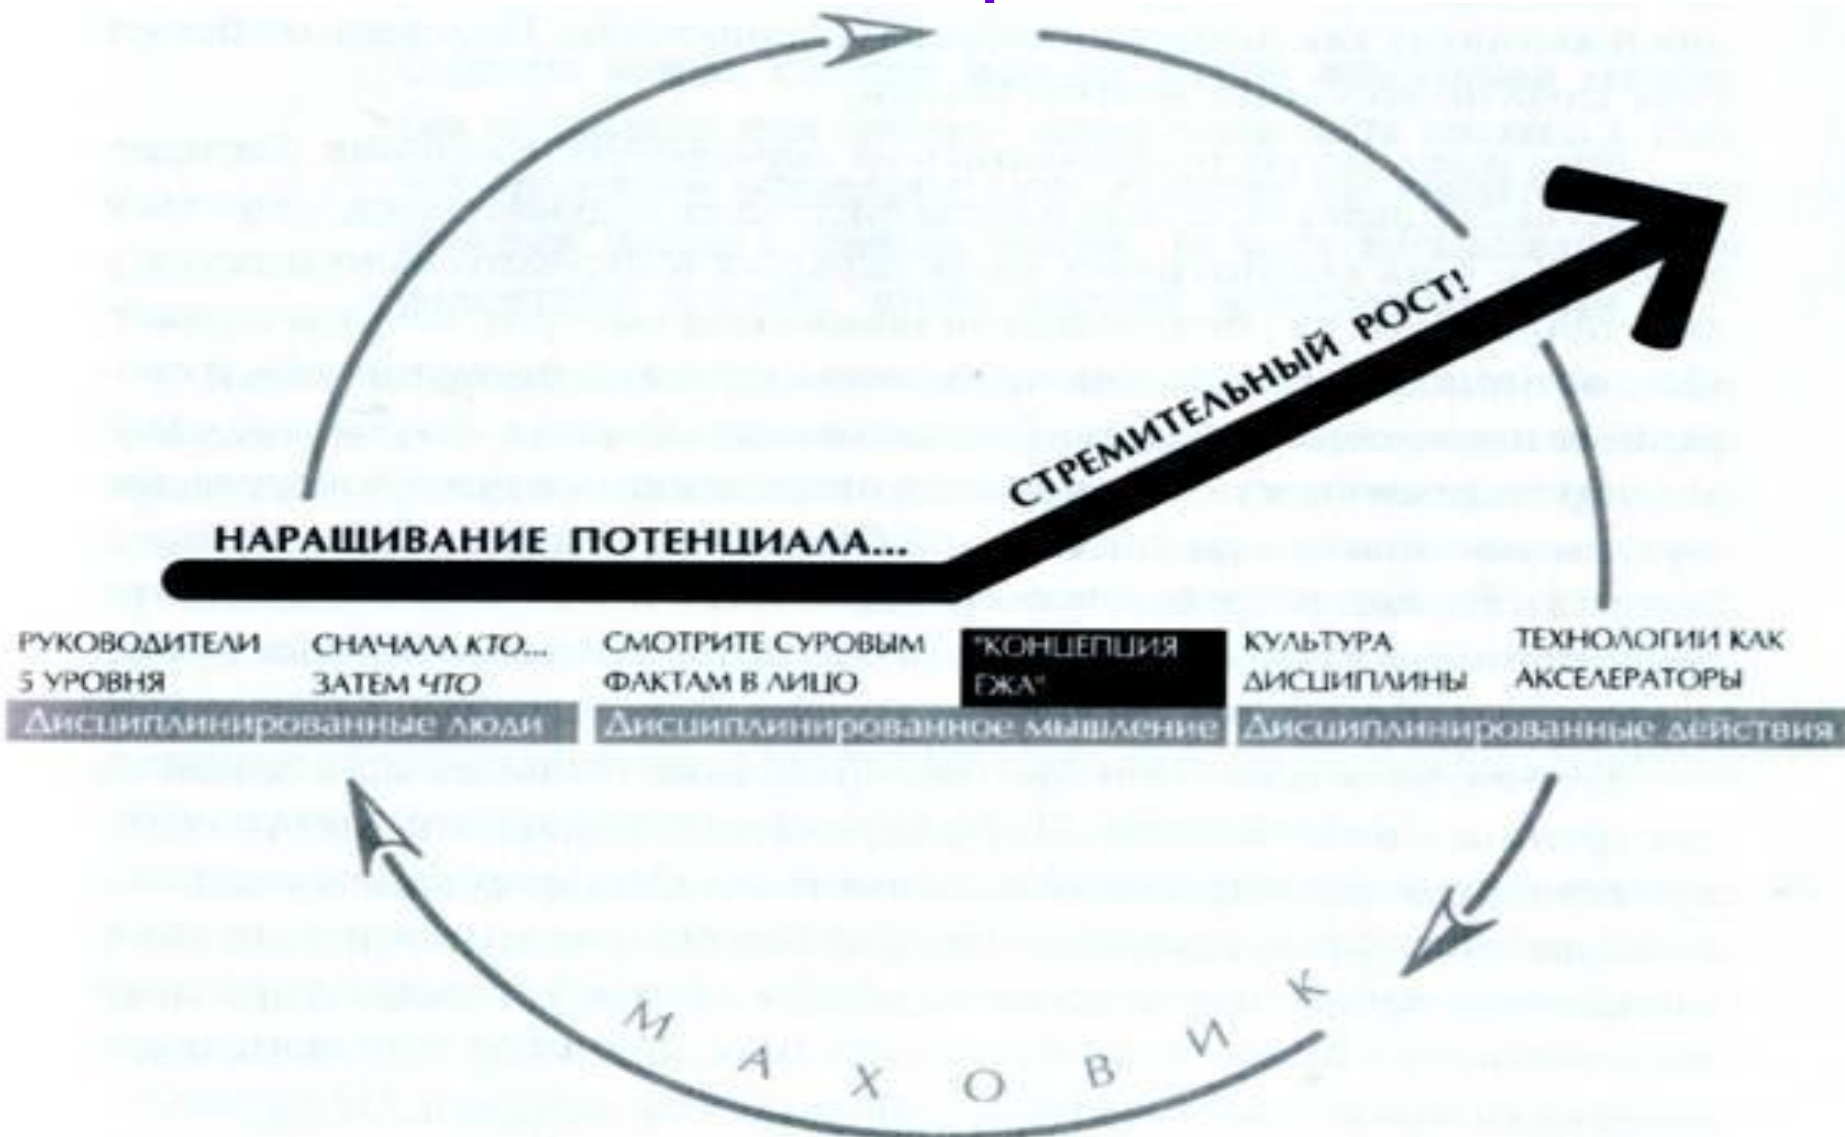 НАРАЩИВАНИЕ ПОТЕНЦИАЛА...
СТРЕМИТЕЛЬНЫЙ РОСТ!
РУКОВОДИТЕЛИ
5 УРОВНЯ
СНАЧАЛА КТО...
ЗАТЕМ ЧТО
СМОТРИТЕ СУРОВЫМ
ФАКТАМ В ЛИЦО
"КОНЦЕПЦИЯ
ЕЖА"
КУЛЬТУРА
ДИСЦИПЛИНЫ
ТЕХНОЛОГИИ КАК
АКСЕЛЕРАТОРЫ
Дисциплинированные люди
Дисциплинированное мышление
Дисциплинированные действия
МАХОВИК